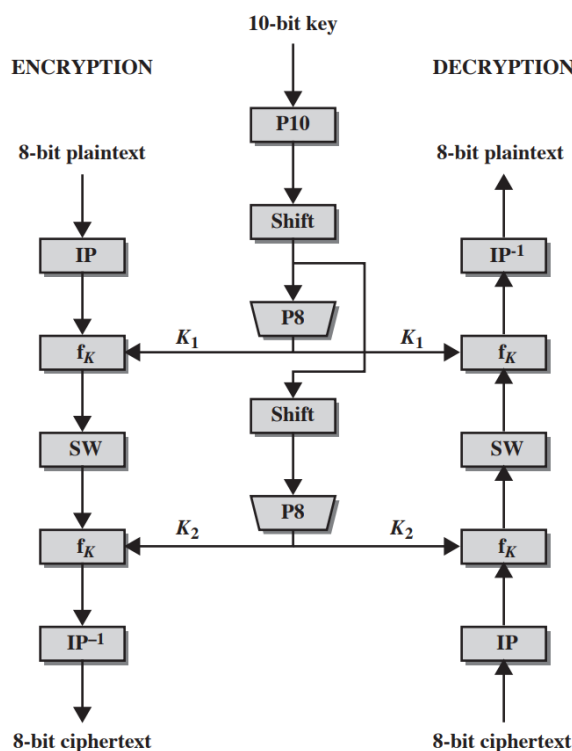 10-bit key
ENCRYPTION
DECRYPTION
P10
8-bit plaintext
8-bit plaintext
Shift
IP
IP-1
P8
K1
K1
fK
fK
Shift
SW
SW
P8
K2
K2
fK
fK
IP–1
IP
8-bit ciphertext
8-bit ciphertext